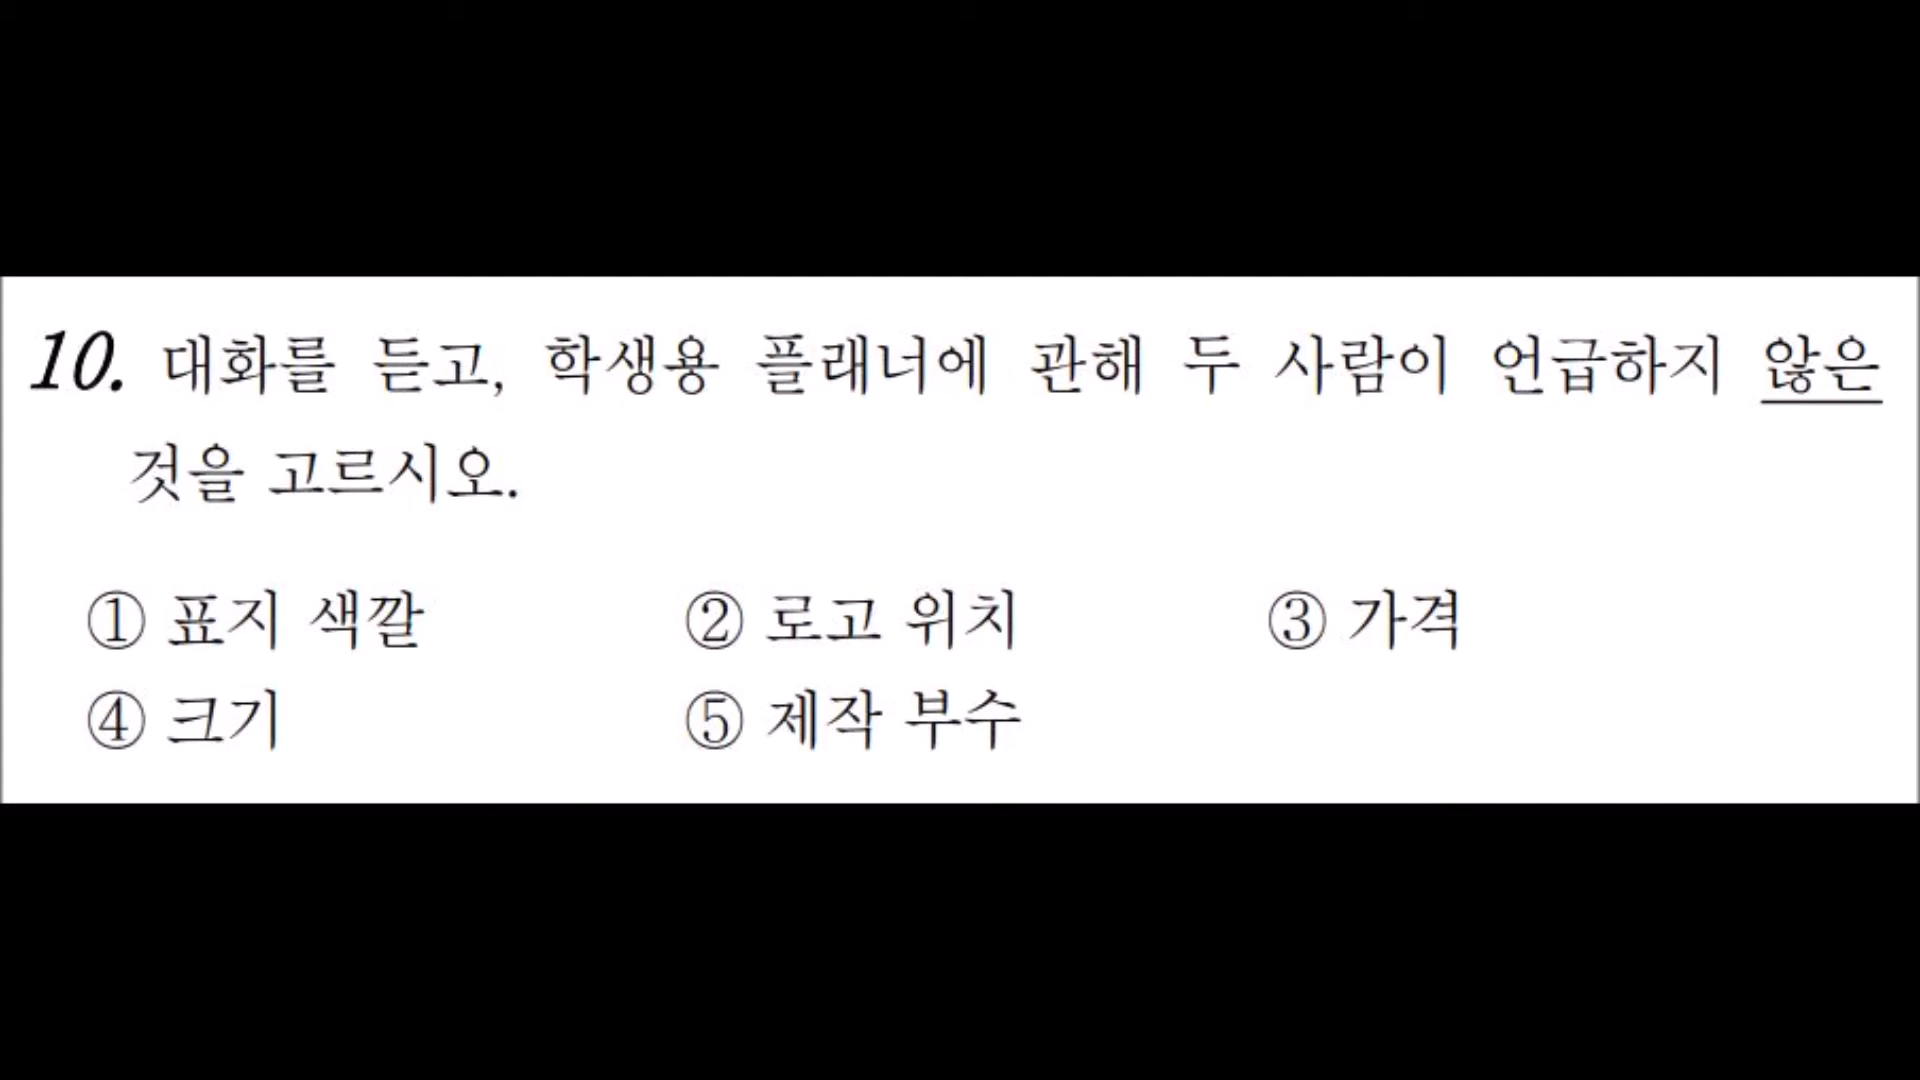 10. 대화를 듣고, 학생용 플래너에 관해 두 사람이 언급하지 않은
것을 고르시오.
① 표지 색깔 ② 로고 위치 ③ 가격
④ 크기 ⑤ 제작 부수